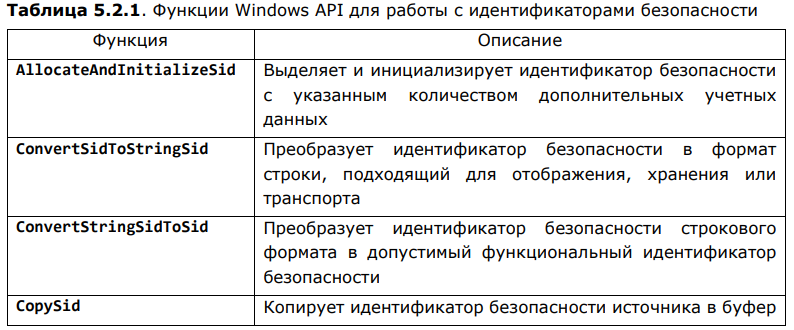 Таблица 5.2.1. Функции Windows API для работы с идентификаторами безопасности
Функция
Описание
AllocateAndInitializeSid
Выделяет и инициализирует идентификатор безопасности
с указанным количеством дополнительных учетных
данных
ConvertSidToStringSid
Преобразует идентификатор безопасности в формат
строки, подходящий для отображения, хранения или
транспорта
ConvertStringSidToSid
Преобразует идентификатор безопасности строкового
формата в допустимый функциональный идентификатор
безопасности
CopySid
Копирует идентификатор безопасности источника в буфер